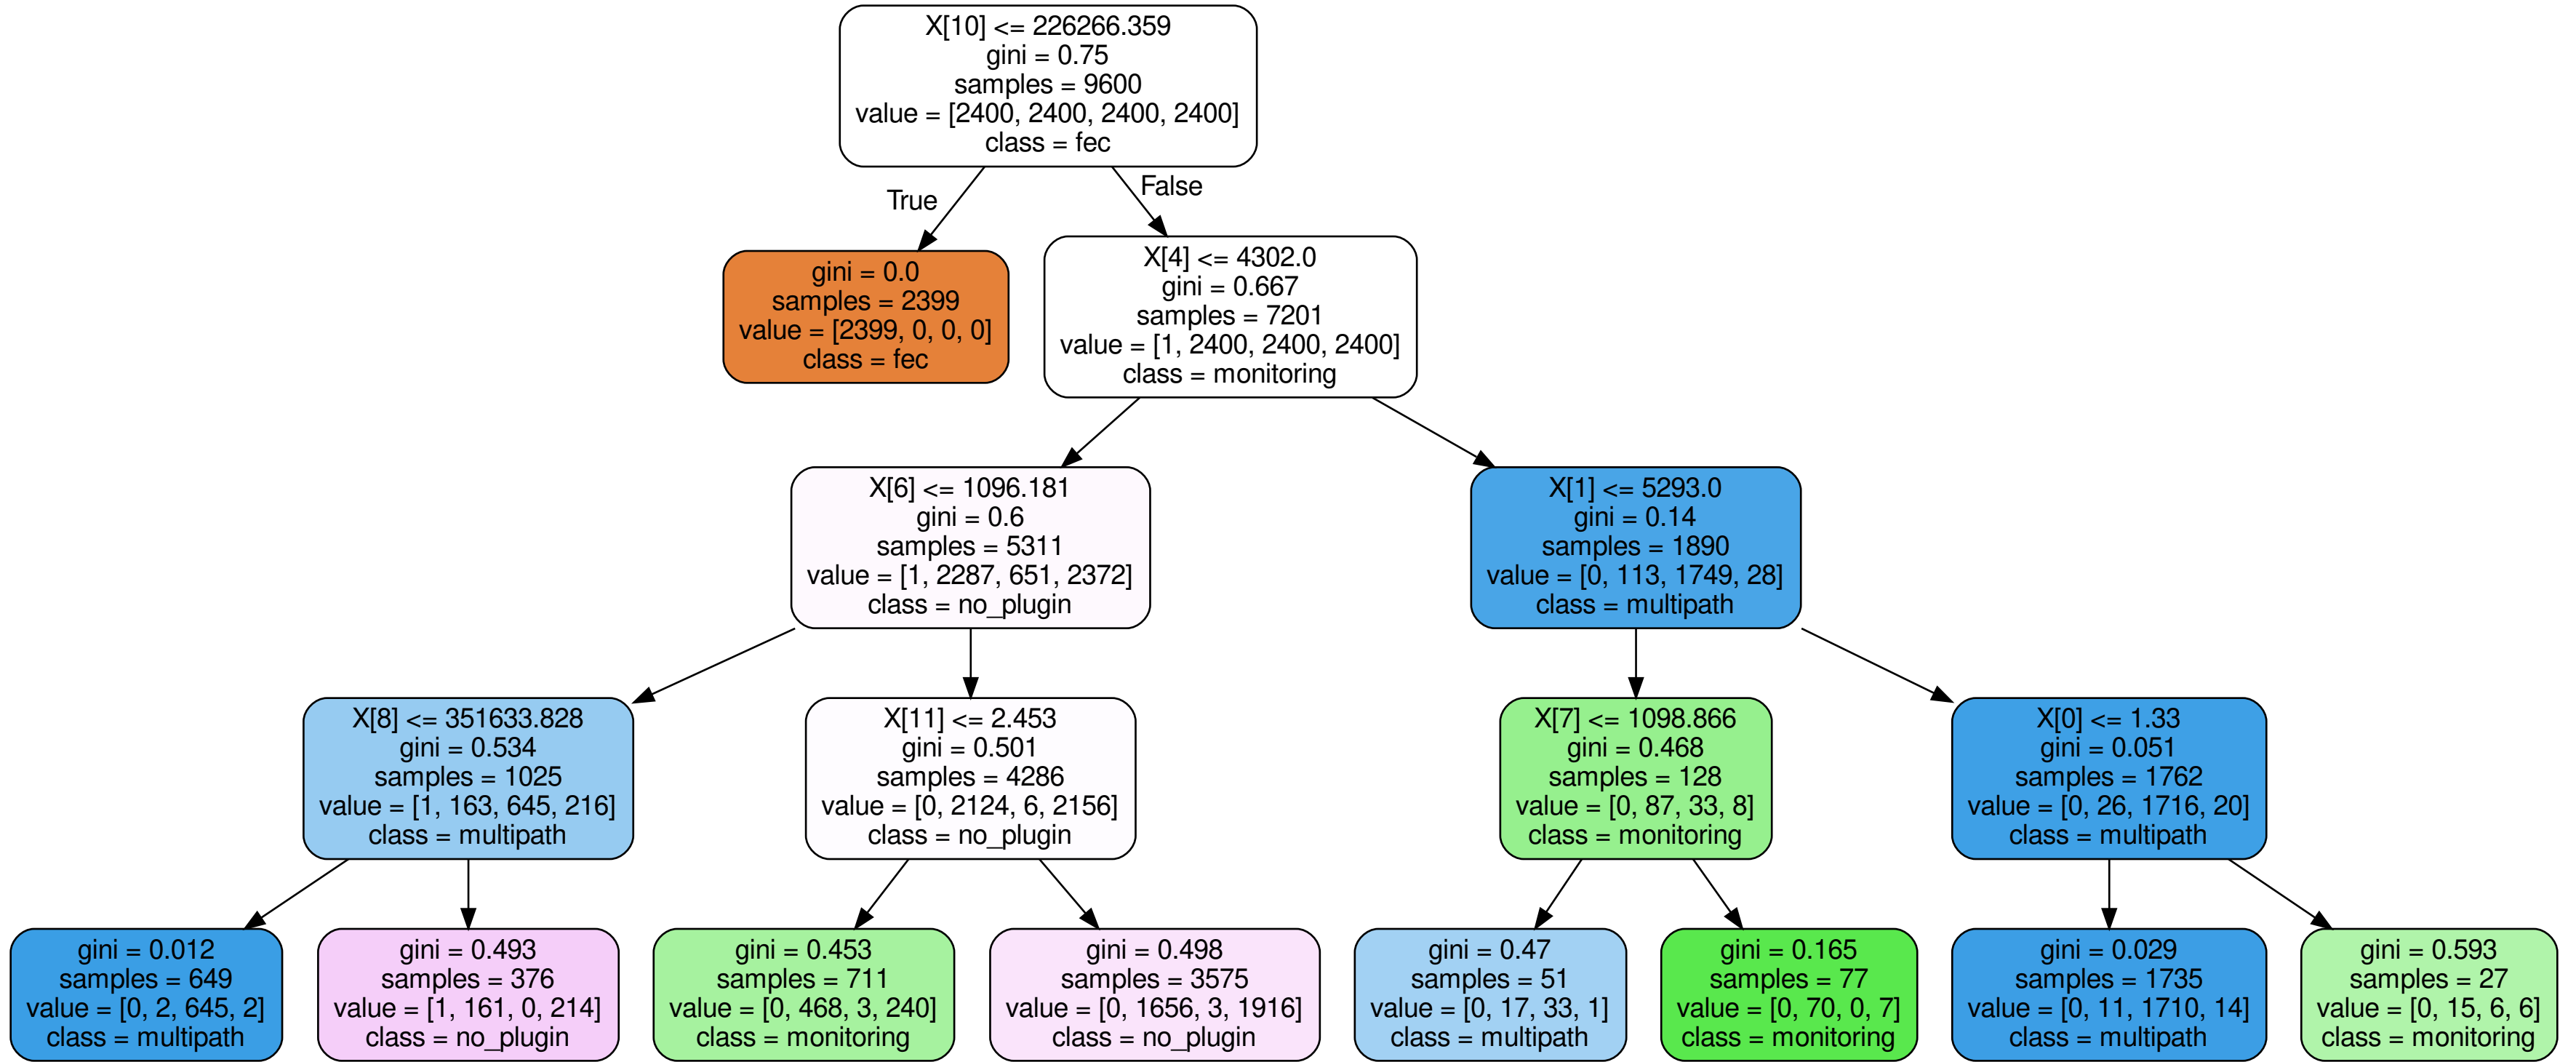 X[10] <= 226266.359
gini = 0.75
samples = 9600
value = [2400, 2400, 2400, 2400]
class = fec
True
False
gini = 0.0
samples = 2399
value = [2399, 0, 0, 0]
class = fec
X[4] <= 4302.0
gini = 0.667
samples = 7201
value = [1, 2400, 2400, 2400]
class = monitoring
X[6] <= 1096.181
gini = 0.6
samples = 5311
value = [1, 2287, 651, 2372]
class = no_plugin
X[1] <= 5293.0
gini = 0.14
samples = 1890
value = [0, 113, 1749, 28]
class = multipath
X[8] <= 351633.828
gini = 0.534
samples = 1025
value = [1, 163, 645, 216]
class = multipath
X[11] <= 2.453
gini = 0.501
samples = 4286
value = [0, 2124, 6, 2156]
class = no_plugin
X[7] <= 1098.866
gini = 0.468
samples = 128
value = [0, 87, 33, 8]
class = monitoring
X[0] <= 1.33
gini = 0.051
samples = 1762
value = [0, 26, 1716, 20]
class = multipath
gini = 0.012
samples = 649
value = [0, 2, 645, 2]
class = multipath
gini = 0.493
samples = 376
value = [1, 161, 0, 214]
class = no_plugin
gini = 0.453
samples = 711
value = [0, 468, 3, 240]
class = monitoring
gini = 0.498
samples = 3575
value = [0, 1656, 3, 1916]
class = no_plugin
gini = 0.47
samples = 51
value = [0, 17, 33, 1]
class = multipath
gini = 0.165
samples = 77
value = [0, 70, 0, 7]
class = monitoring
gini = 0.029
samples = 1735
value = [0, 11, 1710, 14]
class = multipath
gini = 0.593
samples = 27
value = [0, 15, 6, 6]
class = monitoring